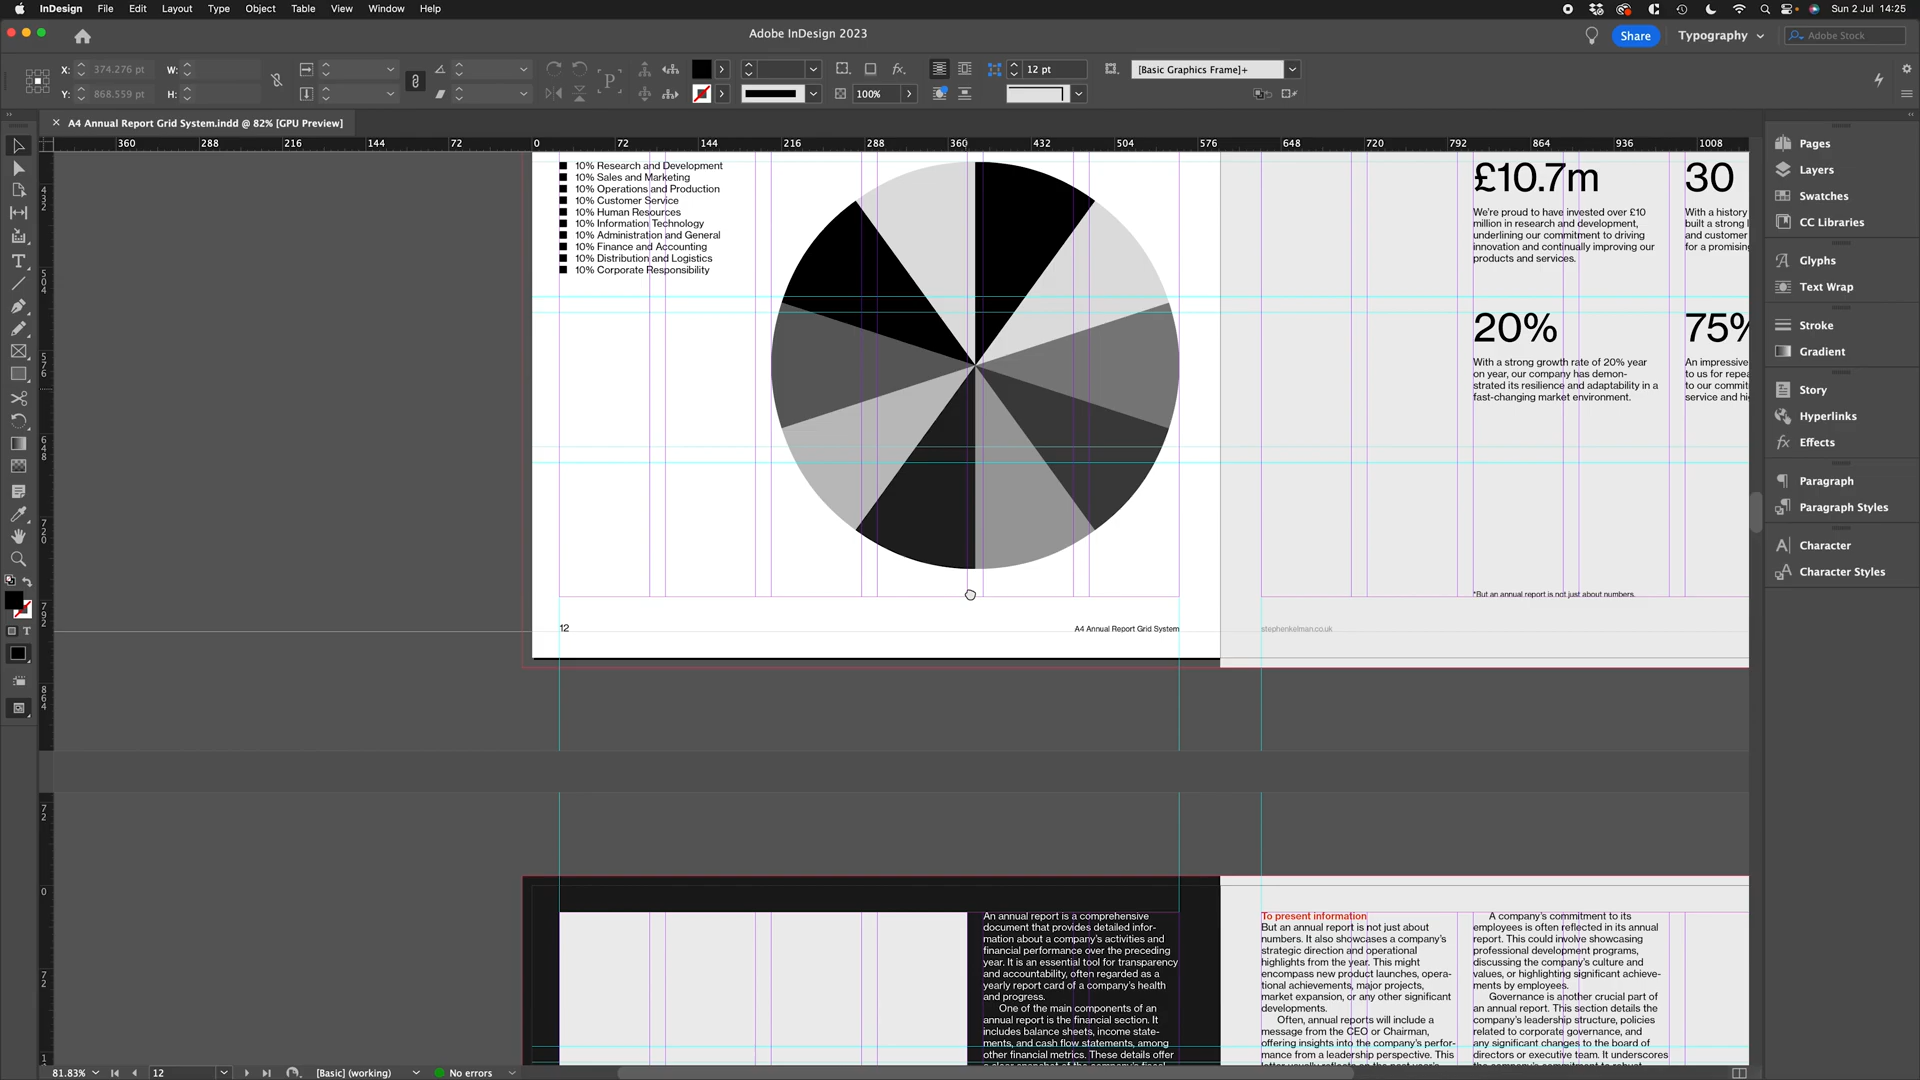 InDesign File Edit Layout Type Object Table View Window Help
Sun 2 Jul 14:25
Adobe InDesign 2023
Share
Typography
Adobe Stock
X: 374.276 pt
W:
12 pt
[Basic Graphics Frame]+
Y: 868.559 pt
H:
100%
A4 Annual Report Grid System.indd @ 82% [GPU Preview]
360 288 216 144 72 0 72 144 216 288 360 432 504 576 648 720 792 864 936 1008
10% Research and Development
10% Sales and Marketing
10% Operations and Production
10% Customer Service
10% Human Resources
10% Information Technology
10% Administration and General
10% Finance and Accounting
10% Distribution and Logistics
10% Corporate Responsibility
£10.7m
We're proud to have invested over £10
million in research and development,
underlining our commitment to driving
innovation and continually improving our
products and services.
30
With a history
built a strong
and customer
for a promising
20%
With a strong growth rate of 20% year
on year, our company has demon-
strated its resilience and adaptability in a
fast-changing market environment.
75%
An impressive
to us for repea
to our commit
service and hi
*But an annual report is not just about numbers.
12
A4 Annual Report Grid System
stephenkelman.co.uk
An annual report is a comprehensive
document that provides detailed infor-
mation about a company's activities and
financial performance over the preceding
year. It is an essential tool for transparency
and accountability, often regarded as a
yearly report card of a company's health
and progress.
One of the main components of an
annual report is the financial section. It
includes balance sheets, income state-
ments, and cash flow statements, among
other financial metrics. These details offer
To present information
But an annual report is not just about
numbers. It also showcases a company's
strategic direction and operational
highlights from the year. This might
encompass new product launches, opera-
tional achievements, major projects,
market expansion, or any other significant
developments.
Often, annual reports will include a
message from the CEO or Chairman,
offering insights into the company's perfor-
mance from a leadership perspective. This
A company's commitment to its
employees is often reflected in its annual
report. This could involve showcasing
professional development programs,
discussing the company's culture and
values, or highlighting significant achieve-
ments by employees.
Governance is another crucial part of
an annual report. This section details the
company's leadership structure, policies
related to corporate governance, and
any significant changes to the board of
directors or executive team. It underscores
Pages
Layers
Swatches
CC Libraries
Glyphs
Text Wrap
Stroke
Gradient
Story
Hyperlinks
Effects
Paragraph
Paragraph Styles
Character
Character Styles
432
504
576
648
720
792
864
72
0
72
1
81.83%
12
[Basic] (working)
No errors